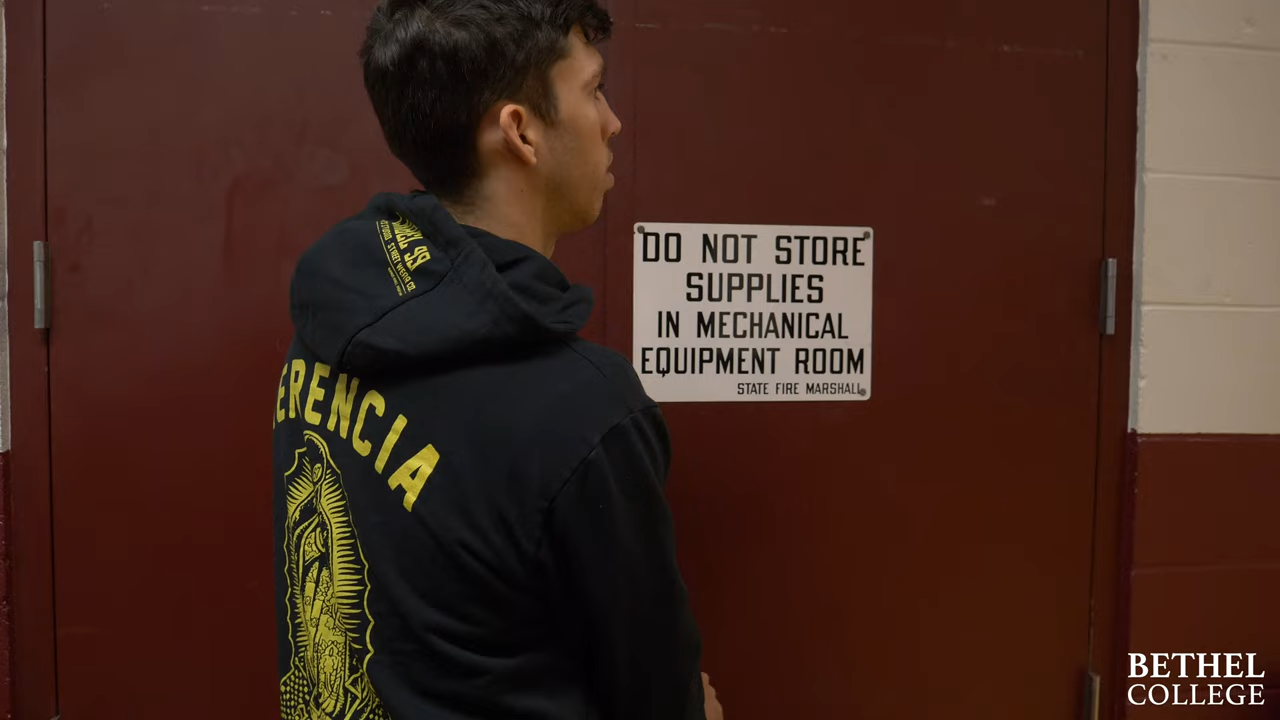 DO NOT STORE
SUPPLIES
IN MECHANICAL
EQUIPMENT ROOM
STATE FIRE MARSHALL
ERENCIA
BETHEL
COLLEGE